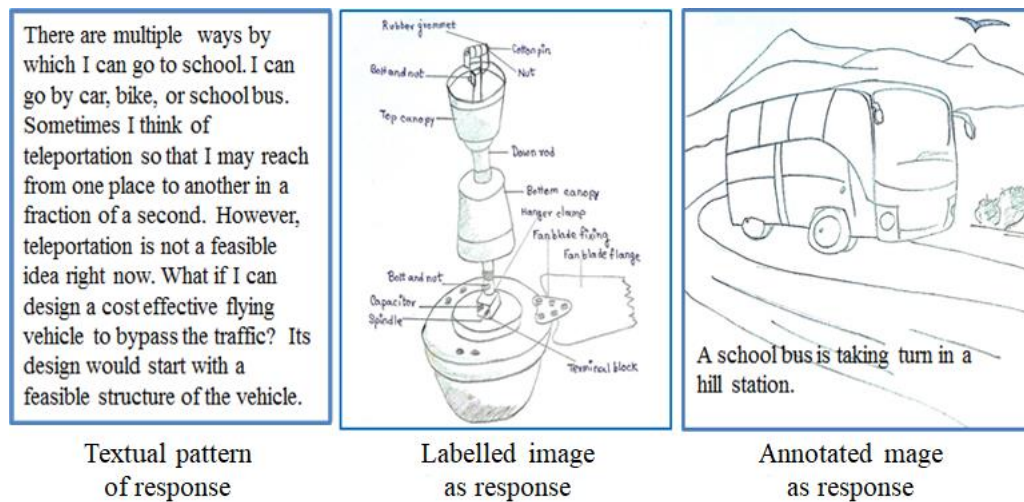 There are multiple ways by
which I can go to school. I can
go by car, bike, or school bus.
Sometimes I think of
teleportation so that I may reach
from one place to another in a
fraction of a second. However,
teleportation is not a feasible
idea right now. What if I can
design a cost effective flying
vehicle to bypass the traffic? Its
design would start with a
feasible structure of the vehicle.
Textual pattern
of response
Rubber grommet
Cotton pin
Nut
Bolt and not
Top canopy
Down rod
Bottom canopy
Hanger clamp
Fan blade fixing
Fan blade flange
Bolt and not
Capacitor
Spindle
Terminal block
Labelled image
as response
A school bus is taking turn in a
hill station.
Annotated mage
as response